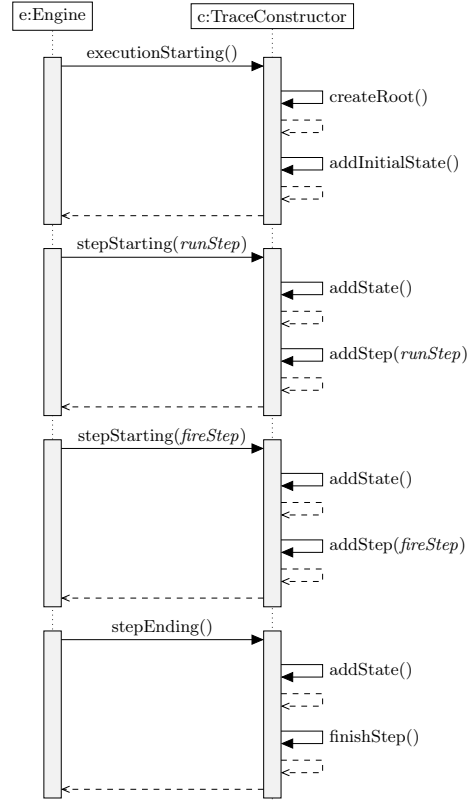 e:Engine
c:TraceConstructor
executionStarting()
createRoot()
addInitialState()
stepStarting(runStep)
addState()
addStep(runStep)
stepStarting(fireStep)
addState()
addStep(fireStep)
stepEnding()
addState()
finishStep()